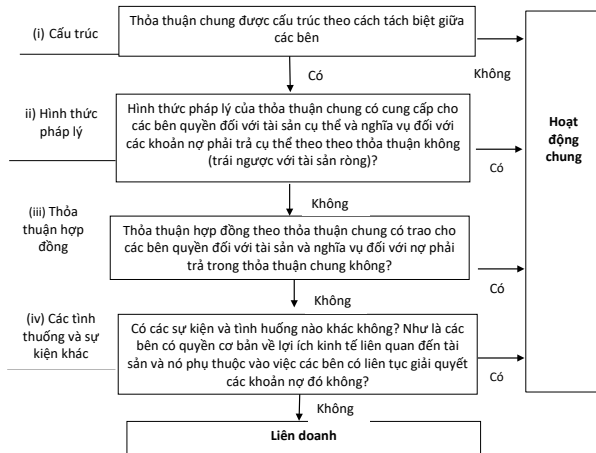 (i) Cấu trúc
Thỏa thuận chung được cấu trúc theo cách tách biệt giữa
các bên
Có
Không
ii) Hình thức
pháp lý
Hình thức pháp lý của thỏa thuận chung có cung cấp cho
các bên quyền đối với tài sản cụ thể và nghĩa vụ đối với
các khoản nợ phải trả cụ thể theo theo thỏa thuận không
(trái ngược với tài sản ròng)?
Có
Hoạt
động
chung
Không
(iii) Thỏa
thuận hợp
đồng
Thỏa thuận hợp đồng theo thỏa thuận chung có trao cho
các bên quyền đối với tài sản và nghĩa vụ đối với nợ phải
trả trong thỏa thuận chung không?
Có
Không
(iv) Các tình
thuống và sự
kiện khác
Có các sự kiện và tình huống nào khác không? Như là các
bên có quyền cơ bản về lợi ích kinh tế liên quan đến tài
sản và nó phụ thuộc vào việc các bên có liên tục giải quyết
các khoản nợ đó không?
Có
Không
Liên doanh